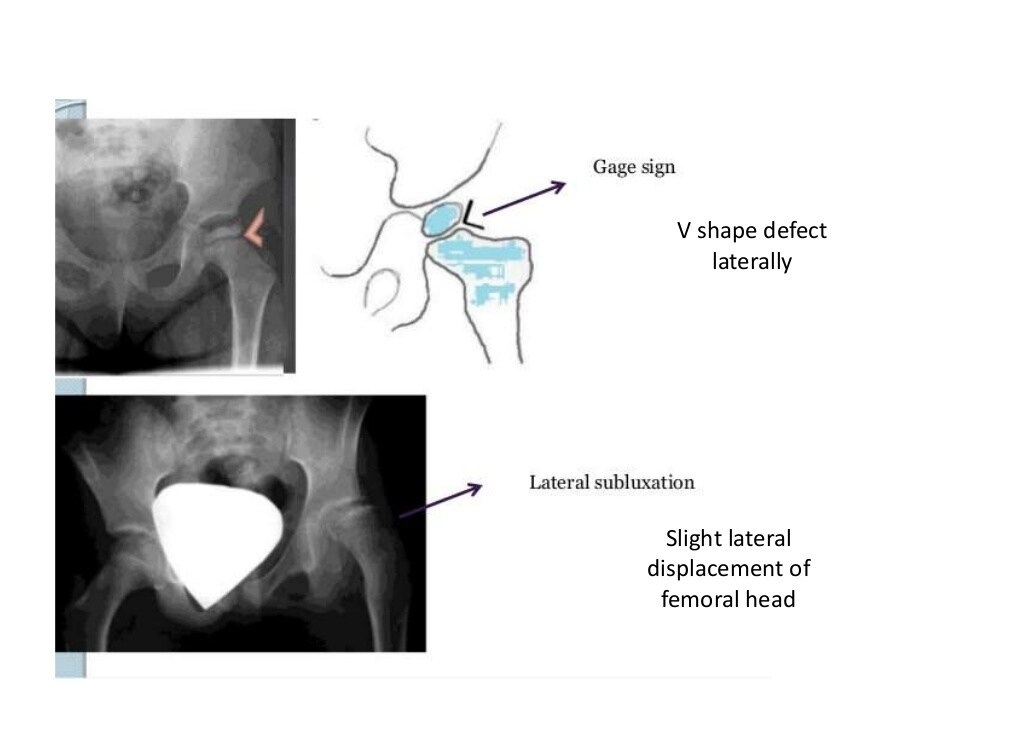 Gage sign
V shape defect
laterally
Lateral subluxation
Slight lateral
displacement of
femoral head